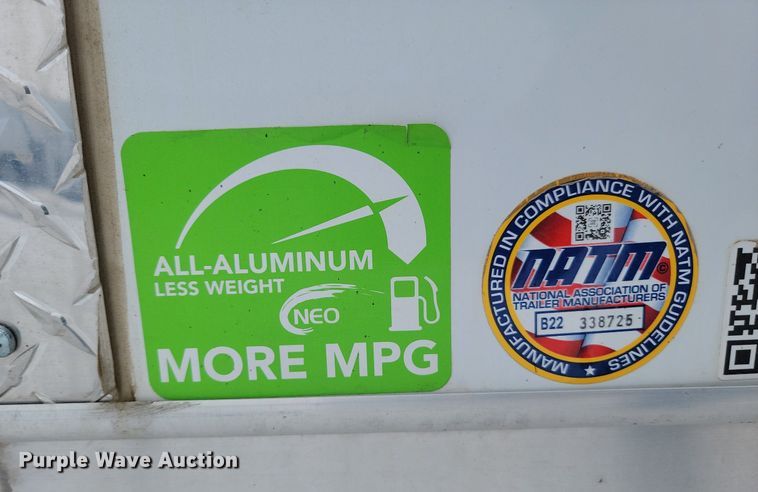 ALL-ALUMINUM
LESS WEIGHT
NEO
MORE MPG
MANUFACTURED IN COMPLIANCE WITH NATM GUIDELINES
NATM
NATIONAL ASSOCIATION OF
TRAILER MANUFACTURERS
B22 338725
Purple Wave Auction